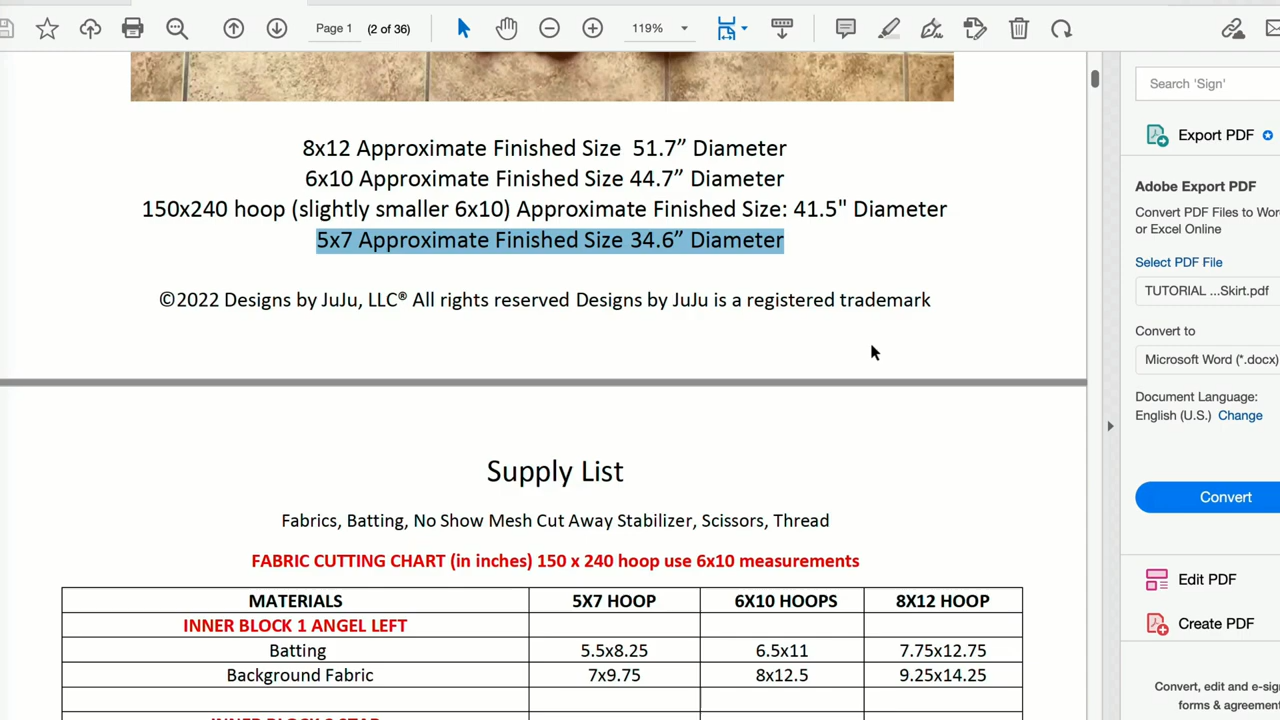 Page 1
(2 of 36)
119%
8x12 Approximate Finished Size 51.7” Diameter
6x10 Approximate Finished Size 44.7” Diameter
150x240 hoop (slightly smaller 6x10) Approximate Finished Size: 41.5" Diameter
5x7 Approximate Finished Size 34.6” Diameter
©2022 Designs by JuJu, LLC® All rights reserved Designs by JuJu is a registered trademark
Supply List
Fabrics, Batting, No Show Mesh Cut Away Stabilizer, Scissors, Thread
FABRIC CUTTING CHART (in inches) 150 x 240 hoop use 6x10 measurements
MATERIALS 5X7 HOOP 6X10 HOOPS 8X12 HOOP
INNER BLOCK 1 ANGEL LEFT
Batting 5.5x8.25 6.5x11 7.75x12.75
Background Fabric 7x9.75 8x12.5 9.25x14.25
Search 'Sign'
Export PDF
Adobe Export PDF
Convert PDF Files to Wor
or Excel Online
Select PDF File
TUTORIAL ...Skirt.pdf
Convert to
Microsoft Word (*.docx)
Document Language:
English (U.S.) Change
Convert
Edit PDF
Create PDF
Convert, edit and e-sign
forms & agreement